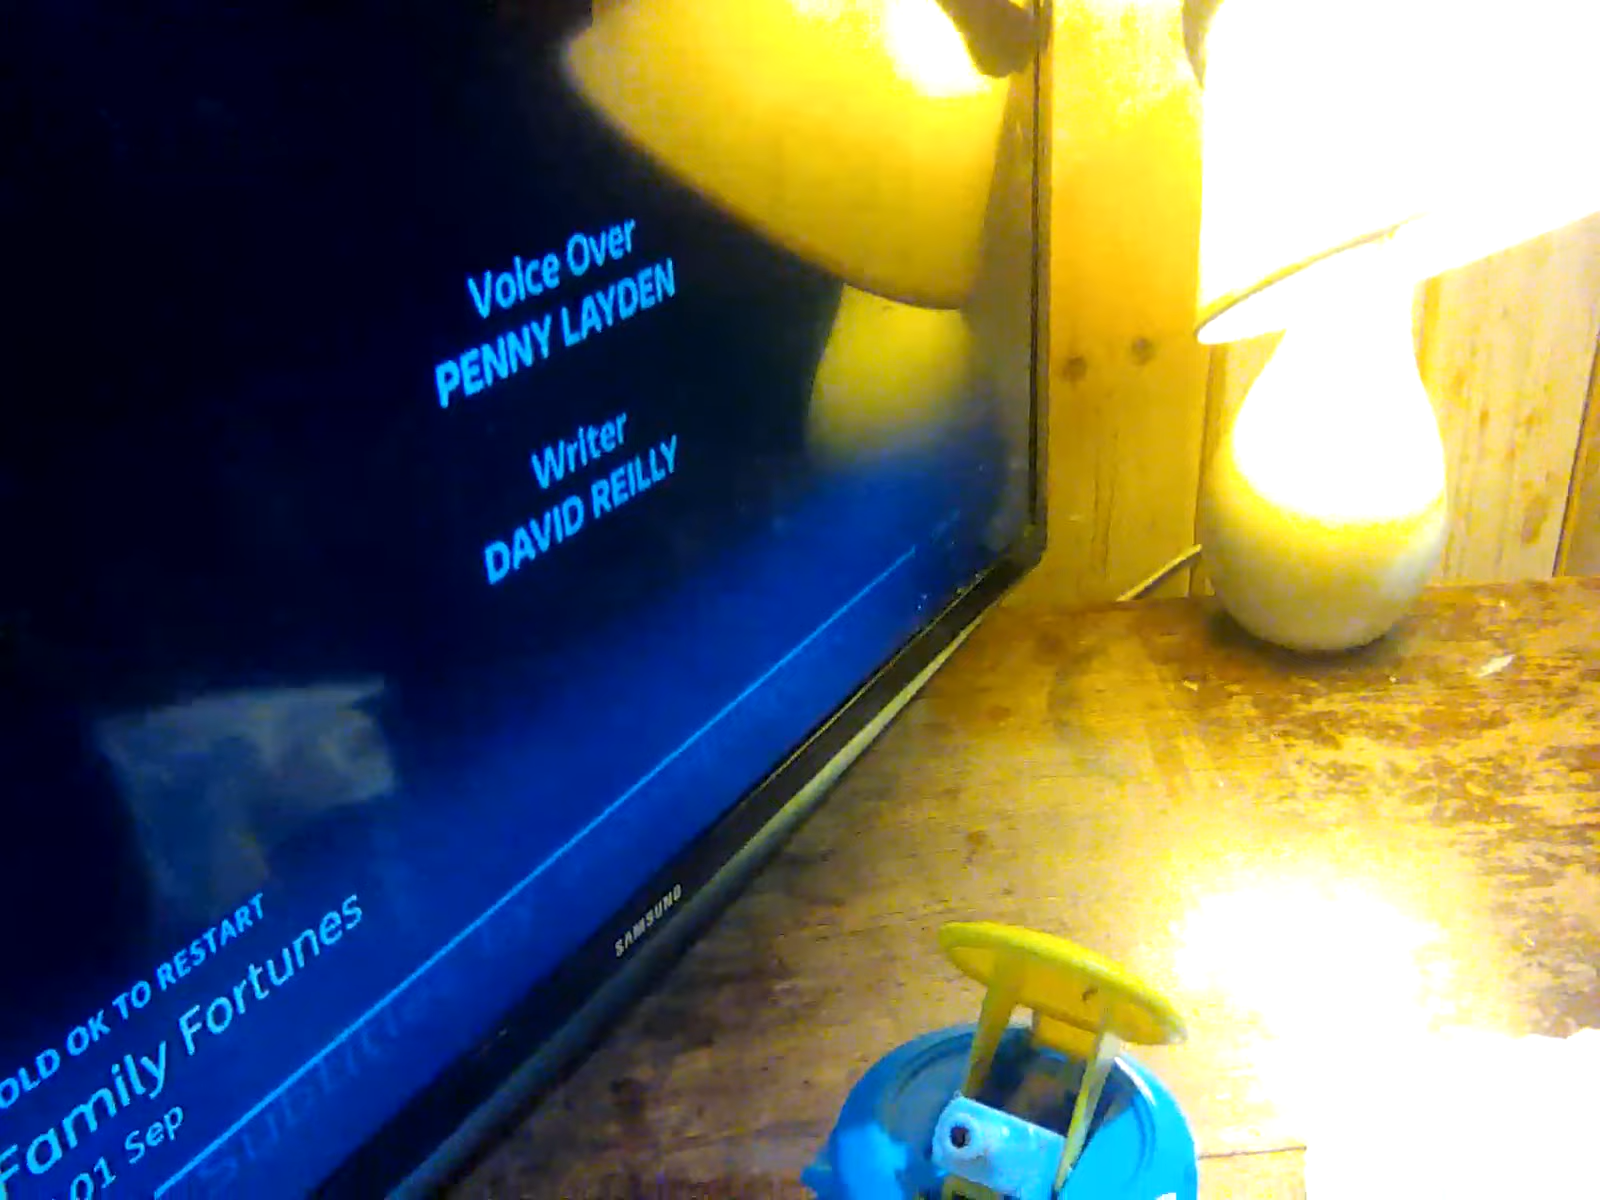 Voice Over
PENNY LAYDEN
Writer
DAVID REILLY
OLD OK TO RESTART
Family Fortunes
01 Sep
SAMSUNG